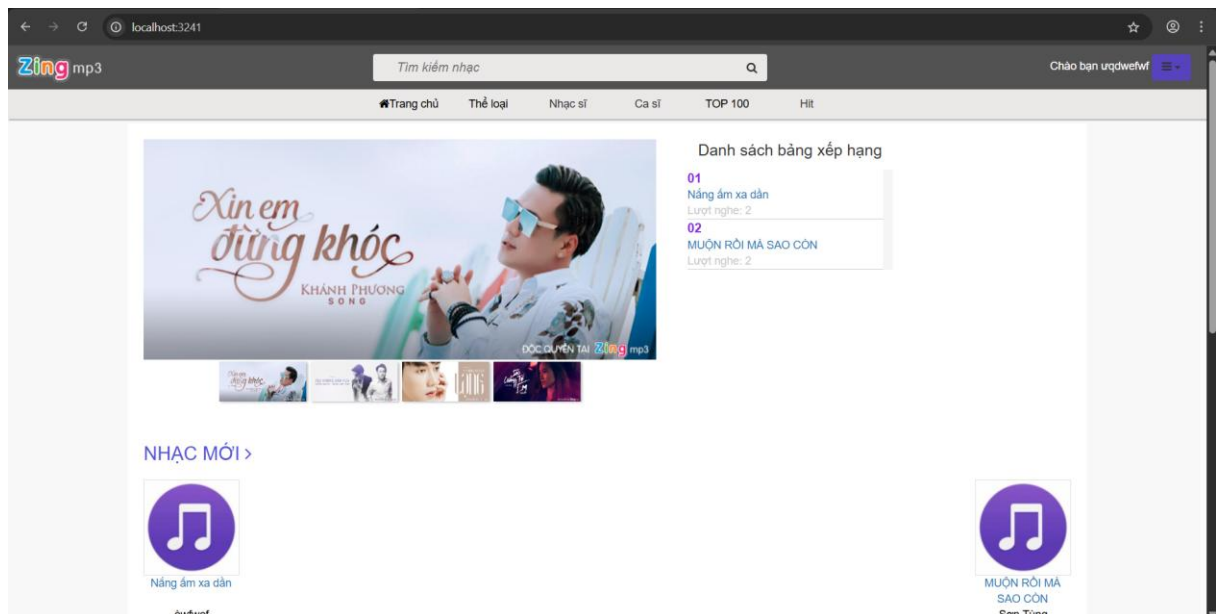 localhost:3241
Zing mp3
Tìm kiếm nhạc
Chào bạn urqdwefwf
Trang chủ Thể loại Nhạc sĩ Ca sĩ TOP 100 Hit
Xin em
đừng khóc
KHÁNH PHƯƠNG
SONG
ĐỘC QUYỀN TẠI Zing mp3
Danh sách bảng xếp hạng
01
Nắng ấm xa dần
Lượt nghe: 2
02
MUỘN RỒI MÀ SAO CÒN
Lượt nghe: 2
NHẠC MỚI >
Nắng ấm xa dần
MUỘN RỒI MÀ
SAO CÒN
Sơn Tùng